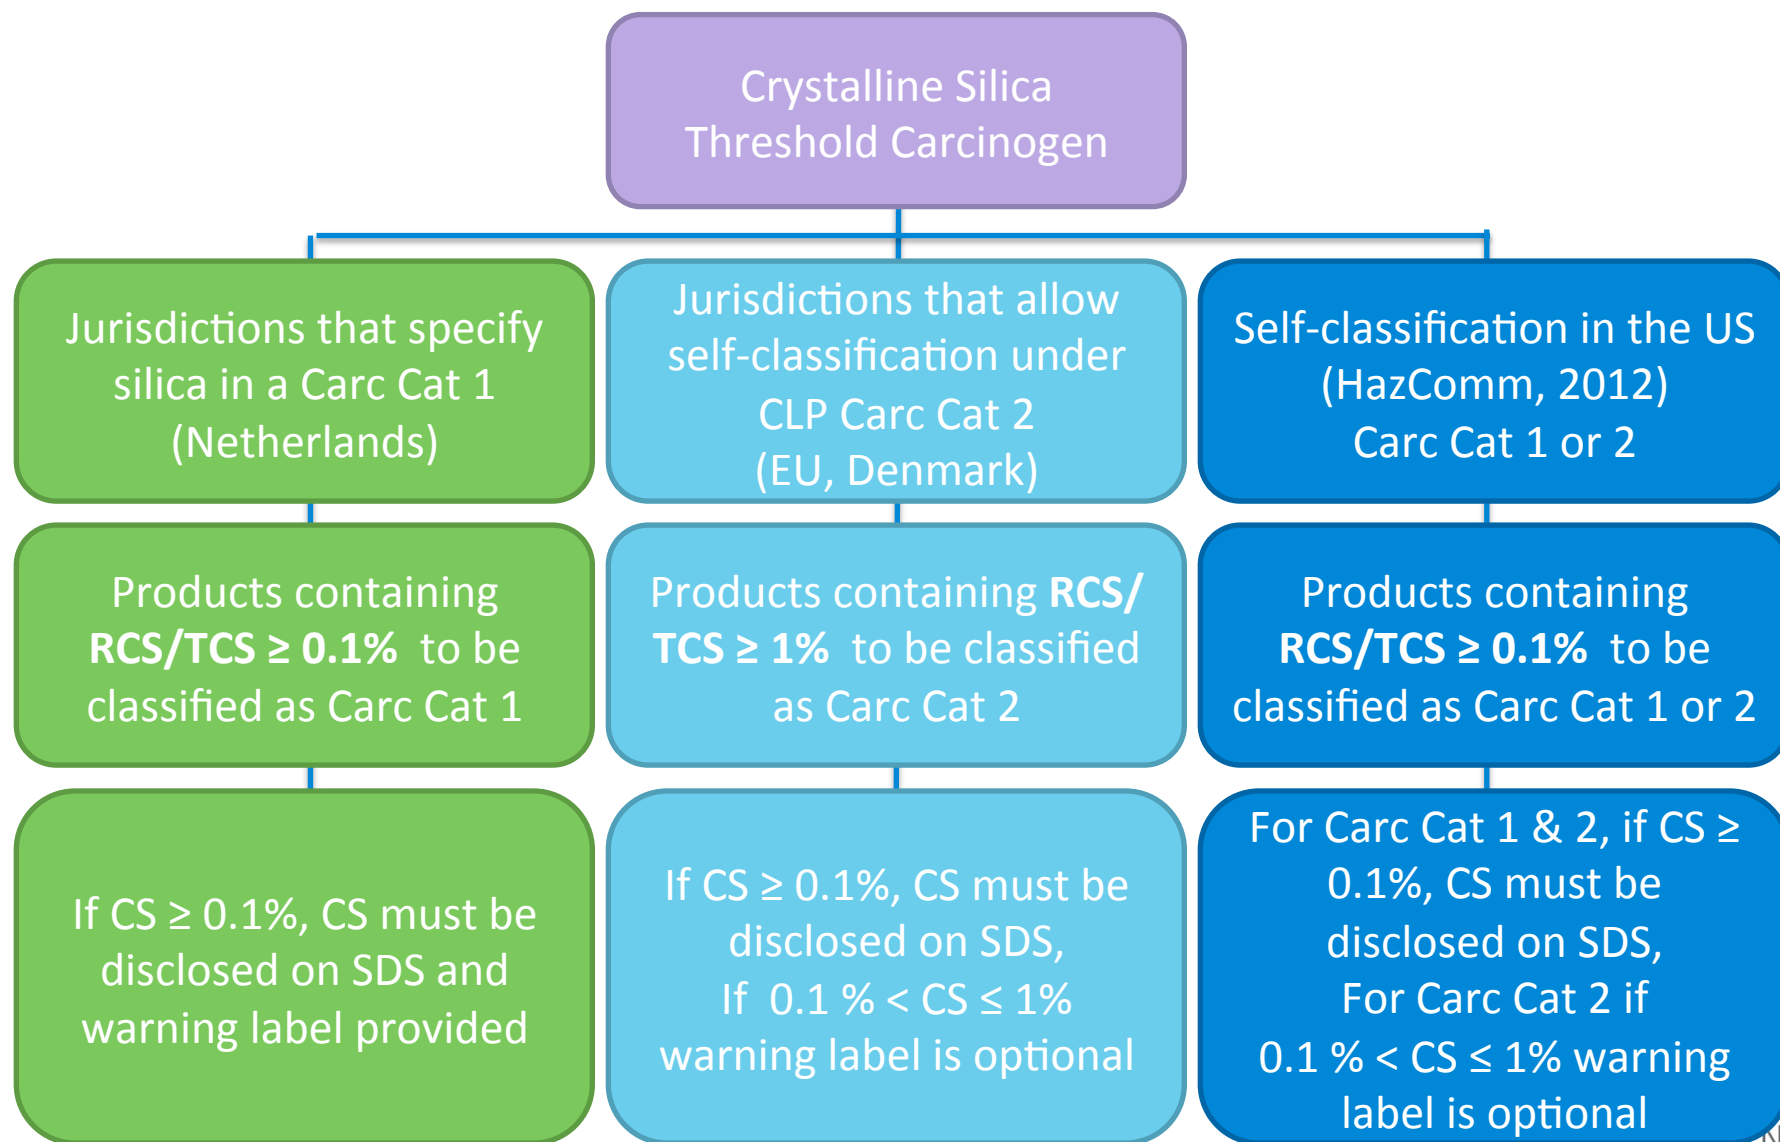 Crystalline Silica
Threshold Carcinogen
Jurisdictions that specify
silica in a Carc Cat 1
(Netherlands)
Jurisdictions that allow
self-classification under
CLP Carc Cat 2
(EU, Denmark)
Self-classification in the US
(HazComm, 2012)
Carc Cat 1 or 2
Products containing
RCS/TCS ≥ 0.1% to be
classified as Carc Cat 1
Products containing RCS/
TCS ≥ 1% to be classified
as Carc Cat 2
Products containing
RCS/TCS ≥ 0.1% to be
classified as Carc Cat 1 or 2
If CS ≥ 0.1%, CS must be
disclosed on SDS and
warning label provided
If CS ≥ 0.1%, CS must be
disclosed on SDS,
If 0.1 % < CS ≤ 1%
warning label is optional
For Carc Cat 1 & 2, if CS ≥
0.1%, CS must be
disclosed on SDS,
For Carc Cat 2 if
0.1 % < CS ≤ 1% warning
label is optional